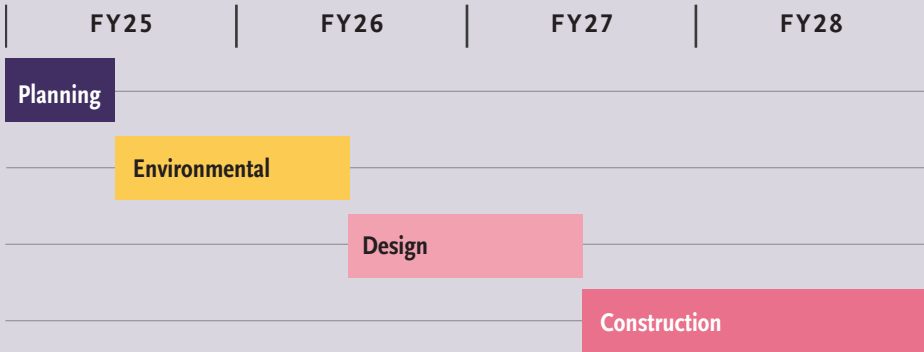 FY25 FY26 FY27 FY28
Planning
Environmental
Design
Construction